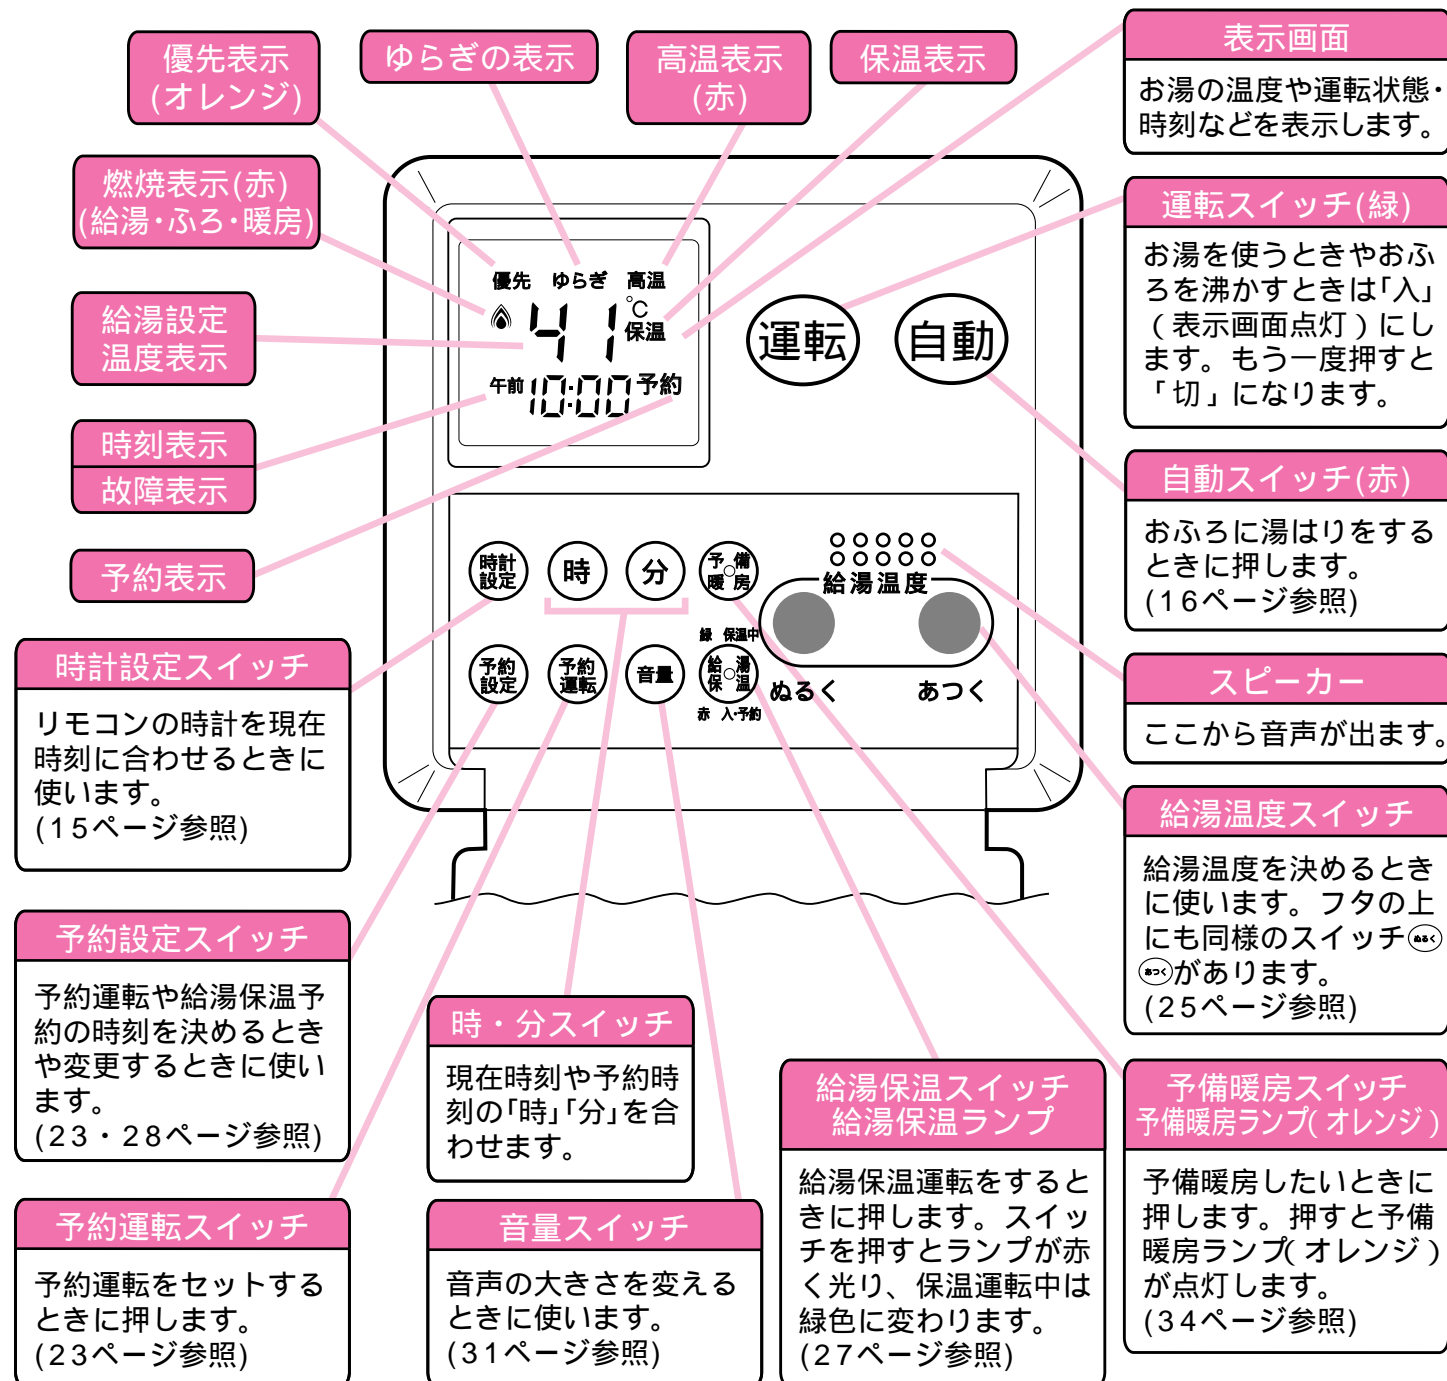 優先表示
(オレンジ)
ゆらぎの表示
高温表示
(赤)
保温表示
表示画面
お湯の温度や運転状態・
時刻などを表示します。
燃焼表示(赤)
(給湯・ふろ・暖房)
運転スイッチ(緑)
お湯を使うときやおふ
ろを沸かすときは「入」
(表示画面点灯)にし
ます。もう一度押すと
「切」になります。
給湯設定
温度表示
時刻表示
故障表示
予約表示
優先 ゆらぎ 高温
41℃
保温
午前 10:00 予約
運転
自動
自動スイッチ(赤)
おふろに湯はりをする
ときに押します。
(16ページ参照)
時計
設定
時
分
予備
暖房
給湯温度
ぬるく
あつく
予約
設定
予約
運転
音量
緑 保温中
給湯
保温
赤 入・予約
スピーカー
ここから音声が出ます。
時計設定スイッチ
リモコンの時計を現在
時刻に合わせるときに
使います。
(15ページ参照)
給湯温度スイッチ
給湯温度を決めるとき
に使います。フタの上
にも同様のスイッチぬるく
あつくがあります。
(25ページ参照)
予約設定スイッチ
予約運転や給湯保温予
約の時刻を決めるとき
や変更するときに使い
ます。
(23・28ページ参照)
時・分スイッチ
現在時刻や予約時
刻の「時」「分」を合
わせます。
給湯保温スイッチ
給湯保温ランプ
給湯保温運転をすると
きに押します。スイッ
チを押すとランプが赤
く光り、保温運転中は
緑色に変わります。
(27ページ参照)
予備暖房スイッチ
予備暖房ランプ(オレンジ)
予備暖房したいときに
押します。押すと予備
暖房ランプ(オレンジ)
が点灯します。
(34ページ参照)
予約運転スイッチ
予約運転をセットする
ときに押します。
(23ページ参照)
音量スイッチ
音声の大きさを変える
ときに使います。
(31ページ参照)